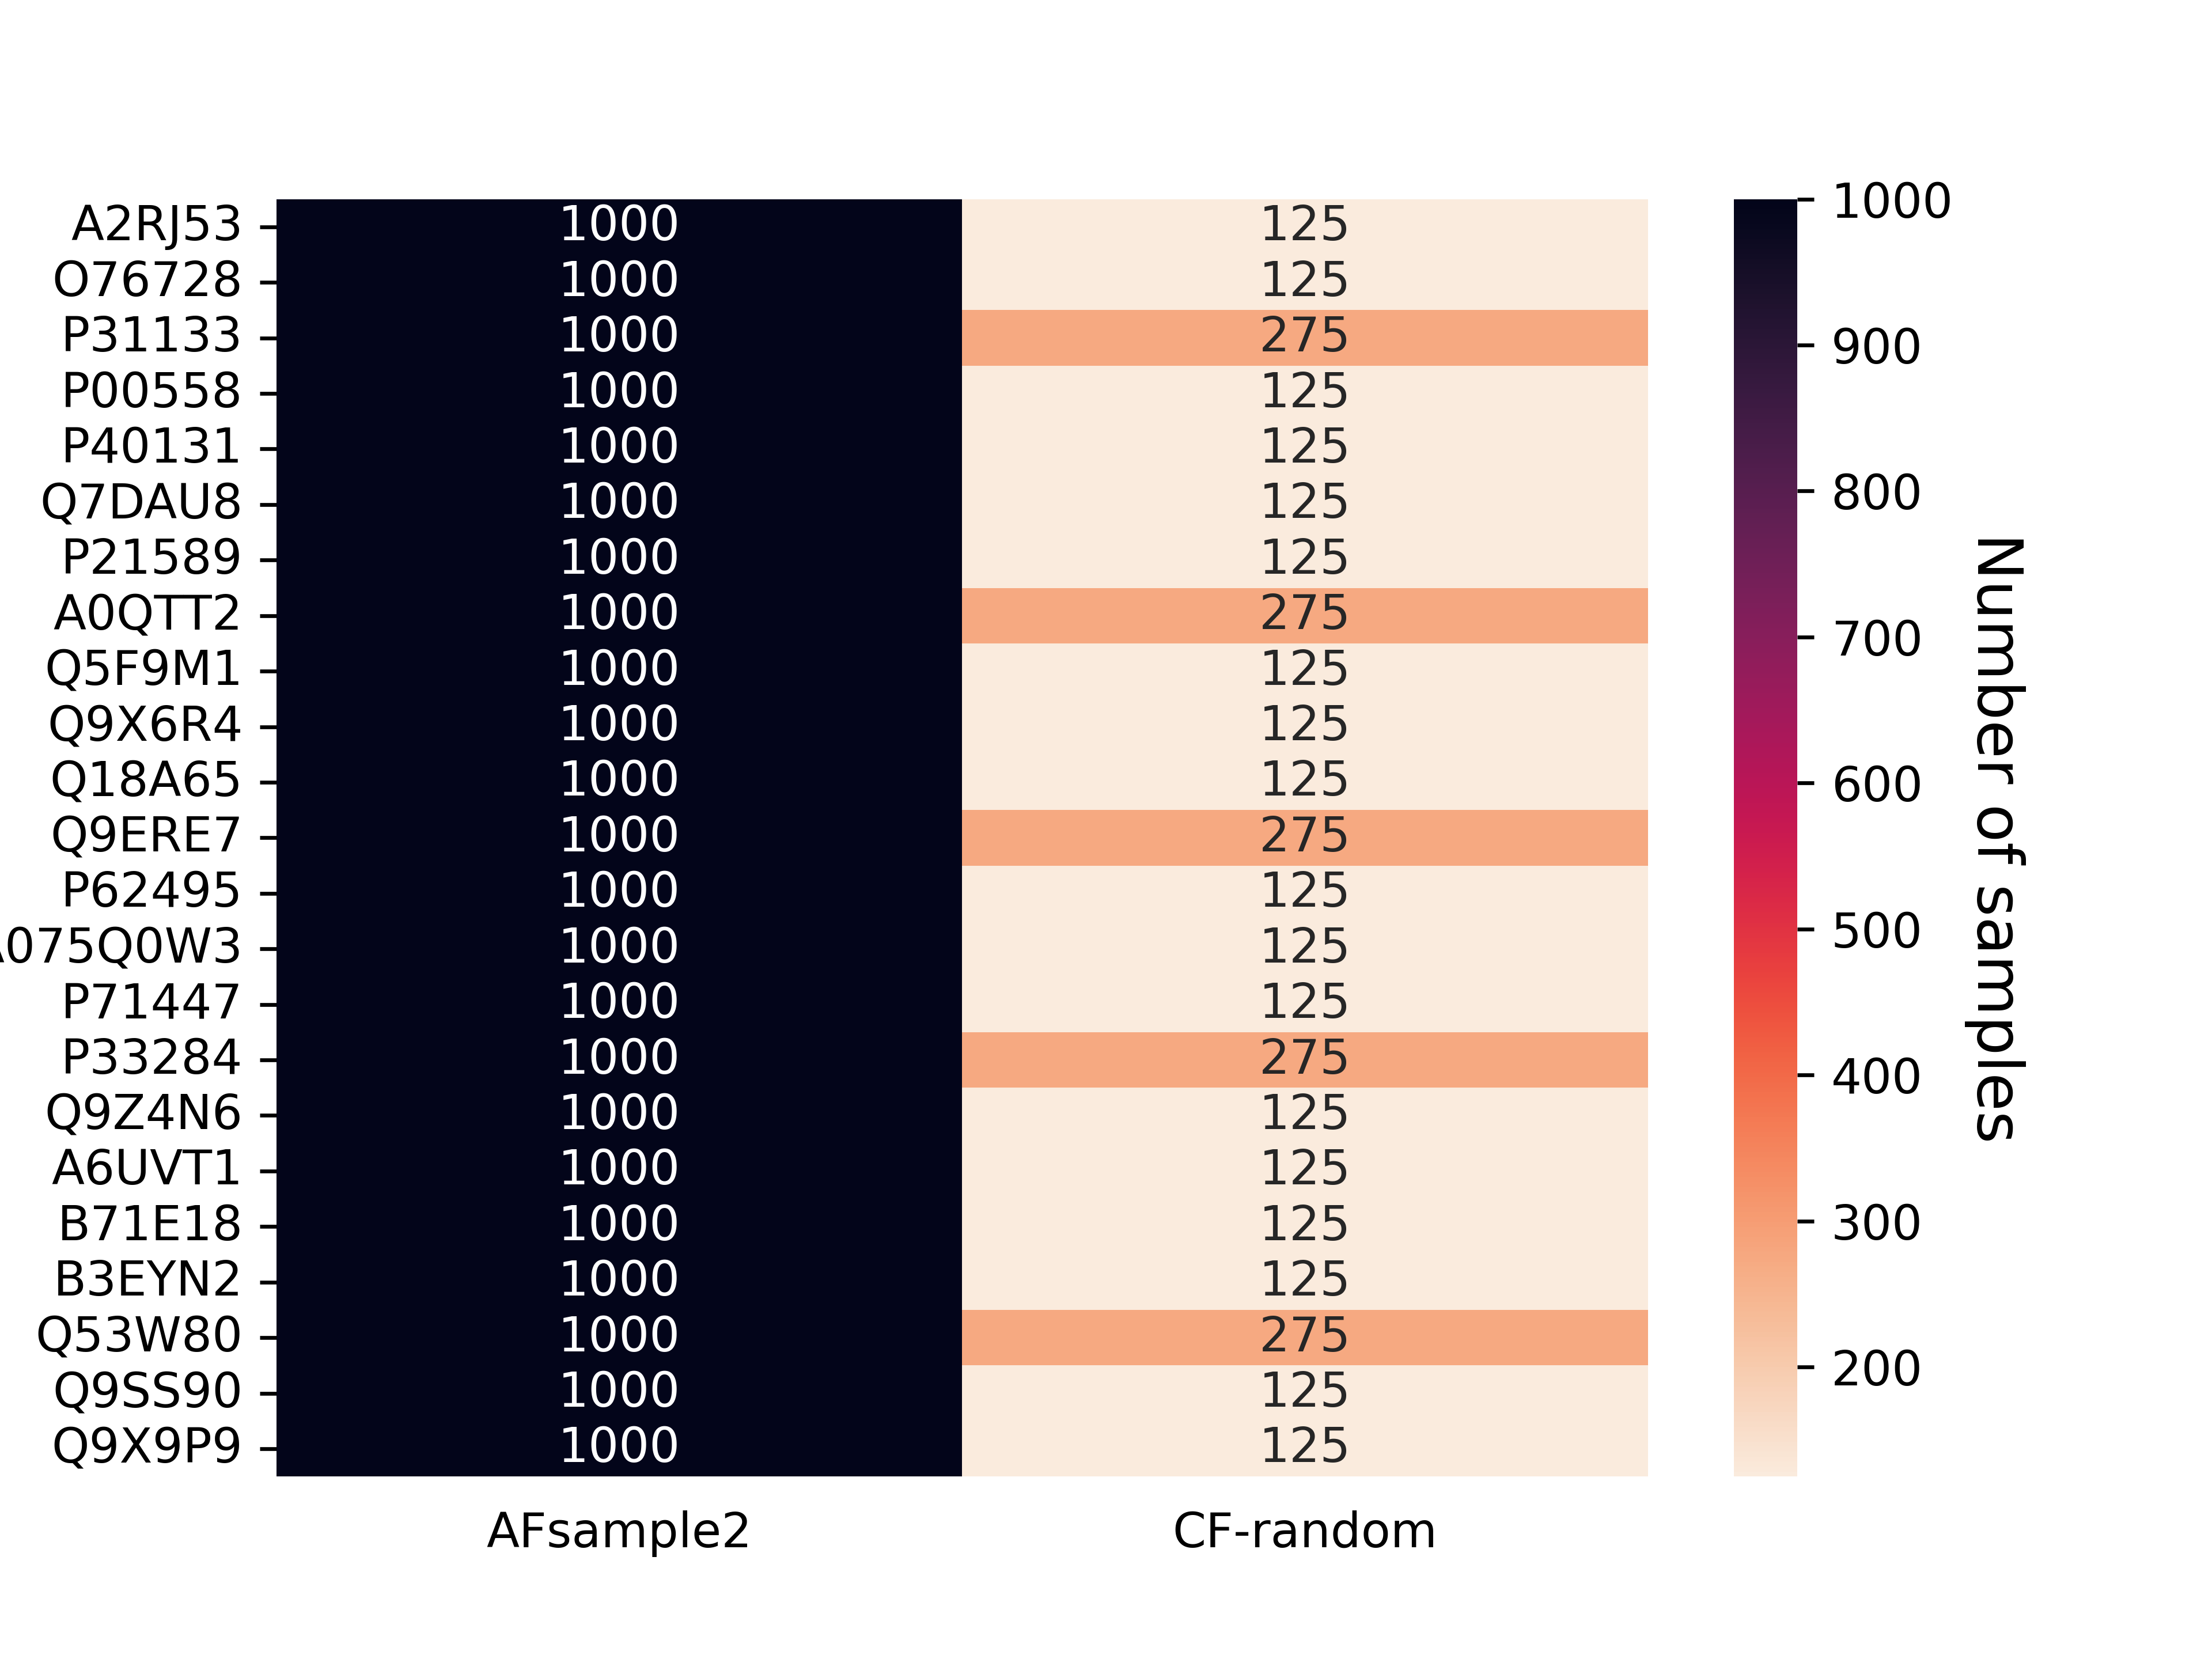 A2RJ53 1000 125
O76728 1000 125
P31133 1000 275
P00558 1000 125
P40131 1000 125
Q7DAU8 1000 125
P21589 1000 125
A0QTT2 1000 275
Q5F9M1 1000 125
Q9X6R4 1000 125
Q18A65 1000 125
Q9ERE7 1000 275
P62495 1000 125
075Q0W3 1000 125
P71447 1000 125
P33284 1000 275
Q9Z4N6 1000 125
A6UVT1 1000 125
B71E18 1000 125
B3EYN2 1000 125
Q53W80 1000 275
Q9SS90 1000 125
Q9X9P9 1000 125
AFsample2 CF-random
1000
900
800
700
600
500
400
300
200
Number of samples